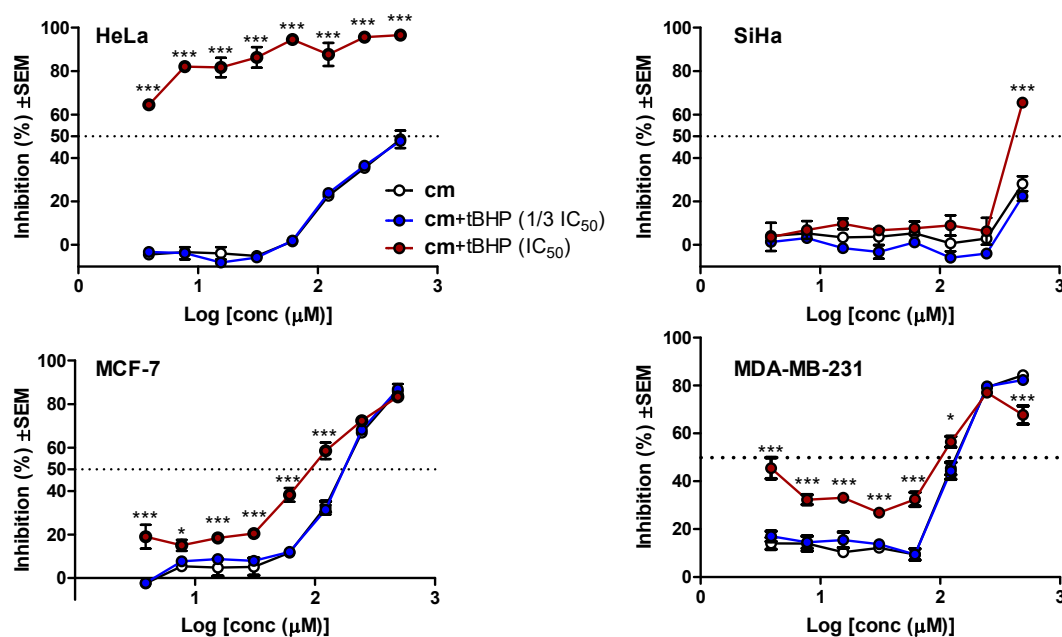 HeLa
Inhibition (%) ±SEM
100
80
60
50
40
20
0
*** *** *** *** *** *** *** ***
1 2 3
Log [conc (μM)]
cm
cm+tBHP (1/3 IC50)
cm+tBHP (IC50)
SiHa
Inhibition (%) ±SEM
100
80
60
50
40
20
0
***
0 1 2 3
Log [conc (μM)]
MCF-7
Inhibition (%) ±SEM
100
80
60
50
40
20
0
*** * *** *** *** ***
1 2 3
Log [conc (μM)]
MDA-MB-231
Inhibition (%) ±SEM
100
80
60
50
40
20
0
*** *** *** *** *** * ***
0 1 2 3
Log [conc (μM)]